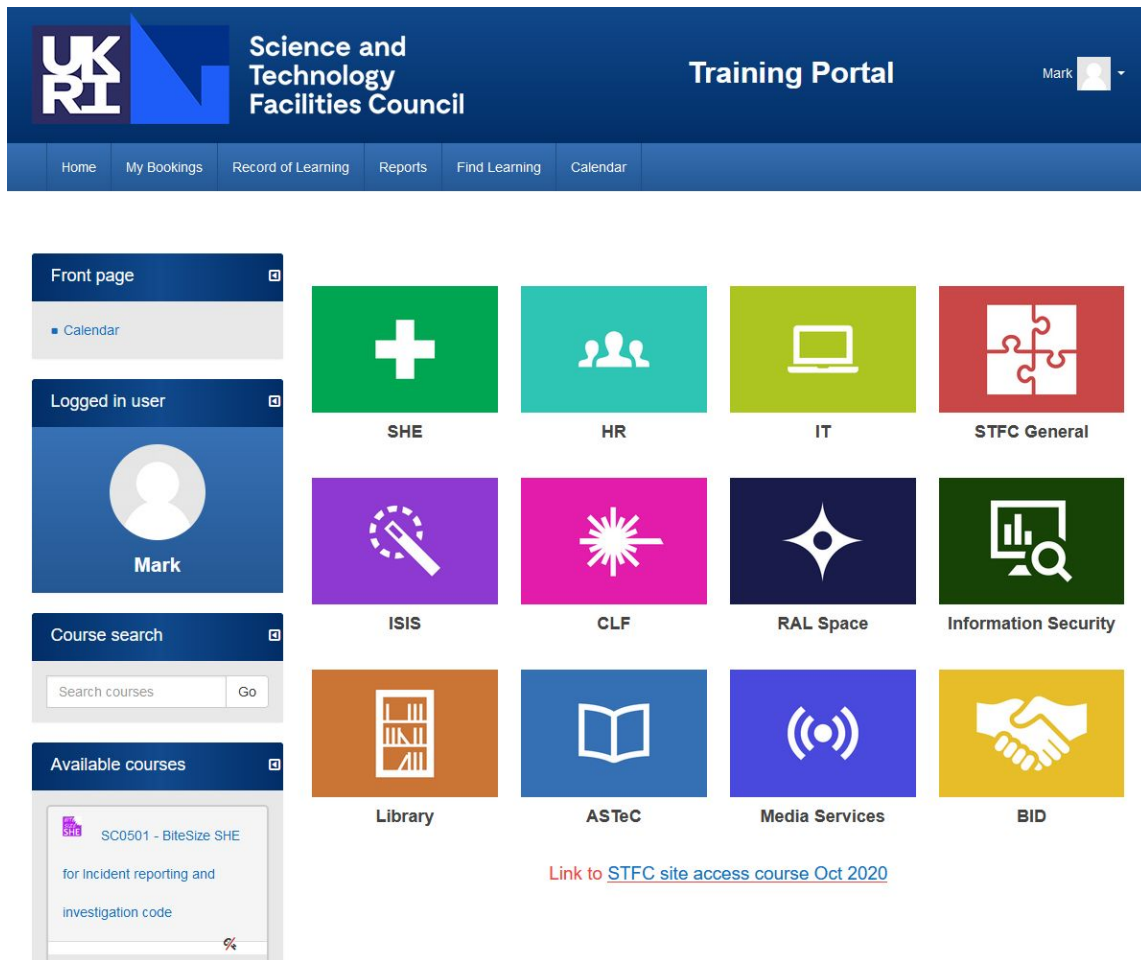 UK
RI
Science and
Technology
Facilities Council
Training Portal
Mark
Home
My Bookings
Record of Learning
Reports
Find Learning
Calendar
Front page
Calendar
Logged in user
Mark
Course search
Search courses
Go
Available courses
SHE
SC0501 - BiteSize SHE
for Incident reporting and
investigation code
SHE
HR
IT
STFC General
ISIS
CLF
RAL Space
Information Security
Library
ASTeC
Media Services
BID
Link to STFC site access course Oct 2020